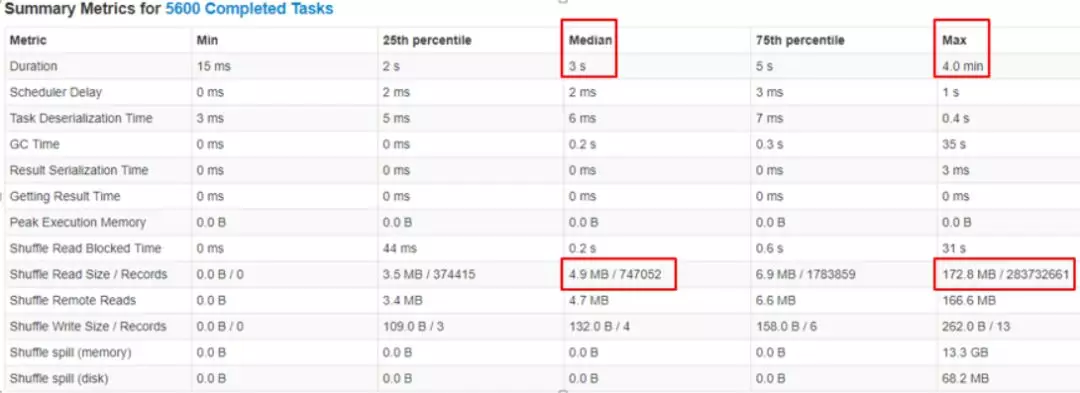 Summary Metrics for 5600 Completed Tasks
Metric Min 25th percentile Median 75th percentile Max
Duration 15 ms 2 s 3 s 5 s 4.0 min
Scheduler Delay 0 ms 2 ms 2 ms 3 ms 1 s
Task Deserialization Time 3 ms 5 ms 6 ms 7 ms 0.4 s
GC Time 0 ms 0 ms 0.2 s 0.3 s 35 s
Result Serialization Time 0 ms 0 ms 0 ms 0 ms 3 ms
Getting Result Time 0 ms 0 ms 0 ms 0 ms 0 ms
Peak Execution Memory 0.0 B 0.0 B 0.0 B 0.0 B 0.0 B
Shuffle Read Blocked Time 0 ms 44 ms 0.2 s 0.6 s 31 s
Shuffle Read Size / Records 0.0 B / 0 3.5 MB / 374415 4.9 MB / 747052 6.9 MB / 1783859 172.8 MB / 283732661
Shuffle Remote Reads 0.0 B 3.4 MB 4.7 MB 6.6 MB 166.6 MB
Shuffle Write Size / Records 0.0 B / 0 109.0 B / 3 132.0 B / 4 158.0 B / 6 262.0 B / 13
Shuffle spill (memory) 0.0 B 0.0 B 0.0 B 0.0 B 13.3 GB
Shuffle spill (disk) 0.0 B 0.0 B 0.0 B 0.0 B 68.2 MB